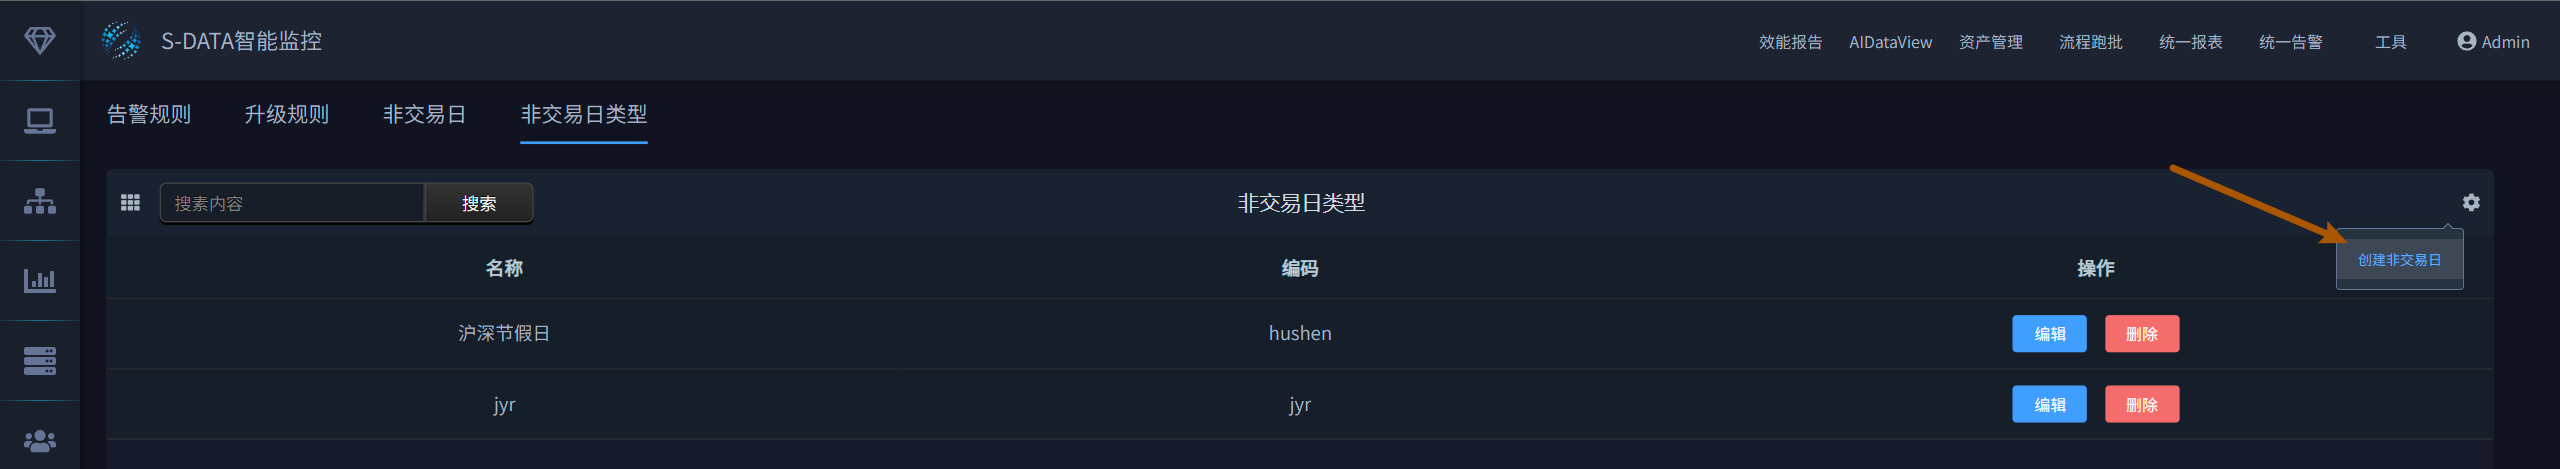 S-DATA智能监控
效能报告 AIDataView 资产管理 流程跑批 统一报表 统一告警 工具 Admin
告警规则 升级规则 非交易日 非交易日类型
搜素内容 搜索 非交易日类型
创建非交易日
名称 编码 操作
沪深节假日 hushen 编辑 删除
jyr jyr 编辑 删除